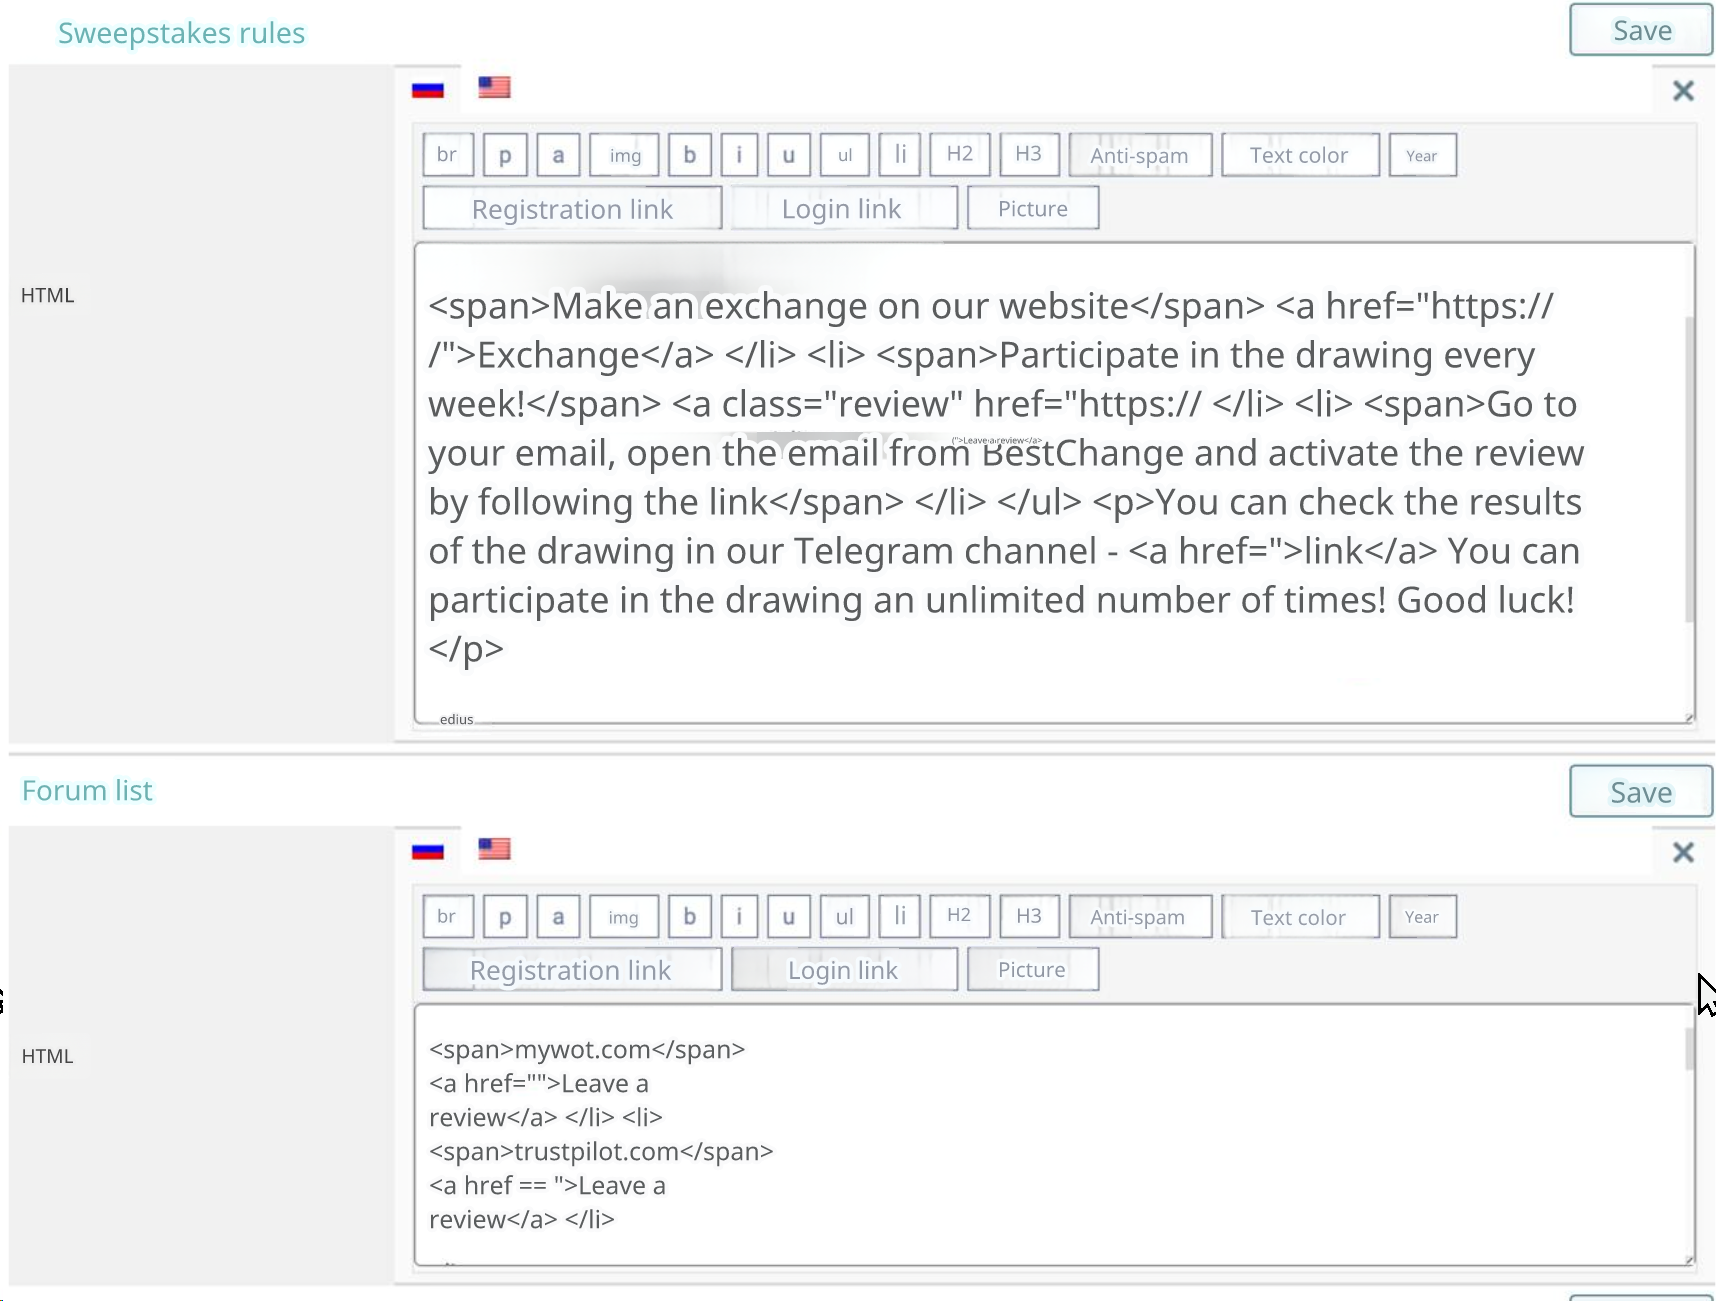 Sweepstakes rules
Save
br p a img b i u ul li H2 H3 Anti-spam Text color Year
Registration link Login link Picture
HTML
<span>Make an exchange on our website</span> <a href="https://
/">Exchange</a> </li> <li> <span>Participate in the drawing every
week!</span> <a class="review" href="https:// </li> <li> <span>Go to
(">Leave a review</a>
your email, open the email from BestChange and activate the review
by following the link</span> </li> </ul> <p>You can check the results
of the drawing in our Telegram channel - <a href=">link</a> You can
participate in the drawing an unlimited number of times! Good luck!
</p>
edius
Forum list
Save
br p a img b i u ul li H2 H3 Anti-spam Text color Year
Registration link Login link Picture
HTML
<span>mywot.com</span>
<a href="">Leave a
review</a> </li> <li>
<span>trustpilot.com</span>
<a href == ">Leave a
review</a> </li>